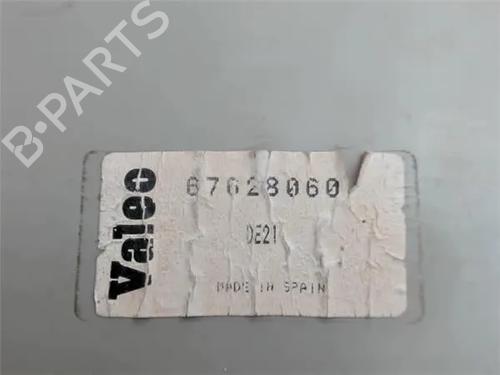 B-PARTS
Valeo
67628060
DE21
MADE IN SPAIN